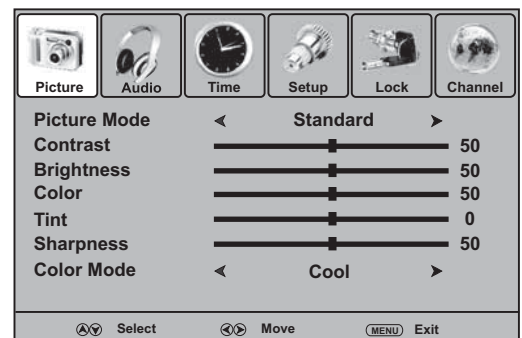 Picture Audio Time Setup Lock Channel
Picture Mode Standard
Contrast 50
Brightness 50
Color 50
Tint 0
Sharpness 50
Color Mode Cool
Select Move MENU Exit